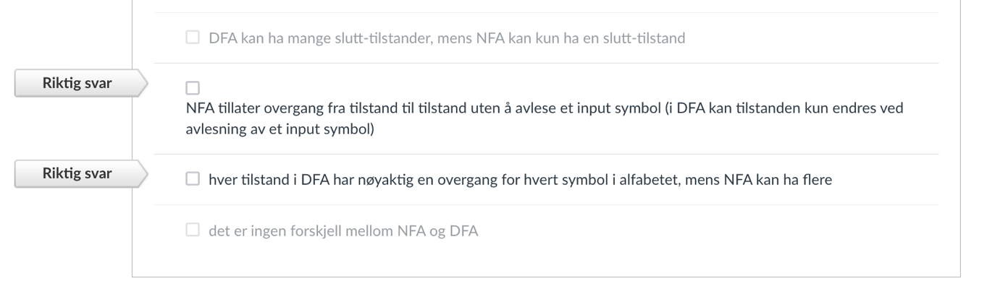 DFA kan ha mange slutt-tilstander, mens NFA kan kun ha en slutt-tilstand
Riktig svar
NFA tillater overgang fra tilstand til tilstand uten å avlese et input symbol (i DFA kan tilstanden kun endres ved
avlesning av et input symbol)
Riktig svar
hver tilstand i DFA har nøyaktig en overgang for hvert symbol i alfabetet, mens NFA kan ha flere
det er ingen forskjell mellom NFA og DFA